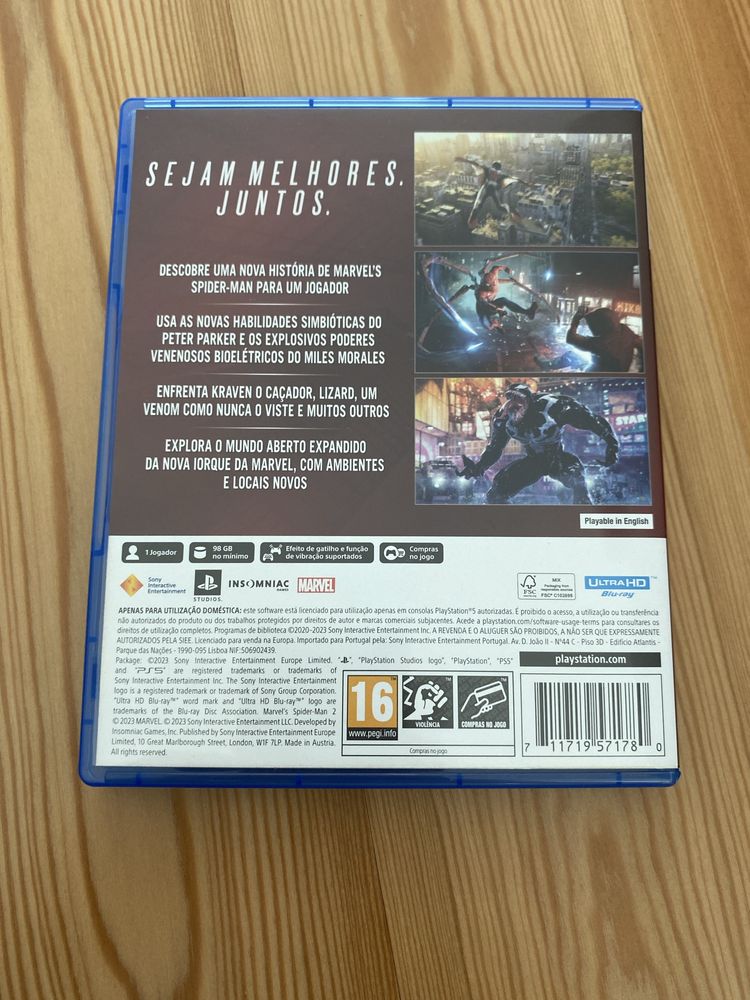 SEJAM MELHORES.
JUNTOS.
DESCOBRE UMA NOVA HISTÓRIA DE MARVEL'S
SPIDER-MAN PARA UM JOGADOR
USA AS NOVAS HABILIDADES SIMBIÓTICAS DO
PETER PARKER E OS EXPLOSIVOS PODERES
VENENOSOS BIOELÉTRICOS DO MILES MORALES
ENFRENTA KRAVEN O CAÇADOR, LIZARD, UM
VENOM COMO NUNCA O VISTE E MUITOS OUTROS
EXPLORA O MUNDO ABERTO EXPANDIDO
DA NOVA IORQUE DA MARVEL, COM AMBIENTES
E LOCAIS NOVOS
Playable in English
1 Jogador
98 GB
no mínimo
Efeito de gatilho e função
de vibração suportados
Compras
no jogo
Sony
Interactive
Entertainment
PlayStation
STUDIOS
INSOMNIAC
GAMES
MARVEL
FSC
MIX
Packaging from
responsible sources
FSC® C102895
ULTRA HD
Blu-ray
APENAS PARA UTILIZAÇÃO DOMÉSTICA: este software está licenciado para utilização apenas em consolas PlayStation®5 autorizadas. É proibido o acesso, a utilização ou transferência
não autorizados do produto ou dos trabalhos protegidos por direitos de autor e marcas comerciais subjacentes. Acede a playstation.com/software-usage-terms para consultares os
direitos de utilização completos. Programas de biblioteca ©2020-2023 Sony Interactive Entertainment Inc. A REVENDA E O ALUGUER SÃO PROIBIDOS, A NÃO SER QUE EXPRESSAMENTE
AUTORIZADOS PELA SIEE. Licenciado para venda na Europa. Importado para Portugal pela: Sony Interactive Entertainment Portugal. Av. D. João II - Nº44 C - Piso 3D - Edifício Atlantis -
Parque das Nações - 1990-095 Lisboa NIF:506902439.
Package: ©2023 Sony Interactive Entertainment Europe Limited. "PS", "PlayStation Studios logo", "PlayStation", "PS5"
and "PS5" are registered trademarks or trademarks of
Sony Interactive Entertainment Inc. The Sony Interactive Entertainment
logo is a registered trademark or trademark of Sony Group Corporation.
"Ultra HD Blu-ray™" word mark and "Ultra HD Blu-ray™" logo are
trademarks of the Blu-ray Disc Association. Marvel's Spider-Man 2
© 2023 MARVEL. © 2023 Sony Interactive Entertainment LLC. Developed by
Insomniac Games, Inc. Published by Sony Interactive Entertainment Europe
Limited, 10 Great Marlborough Street, London, W1F 7LP. Made in Austria.
All rights reserved.
playstation.com
16
www.pegi.info
VIOLÊNCIA
COMPRAS NO JOGO
Compras no jogo
7 11719 57178 0